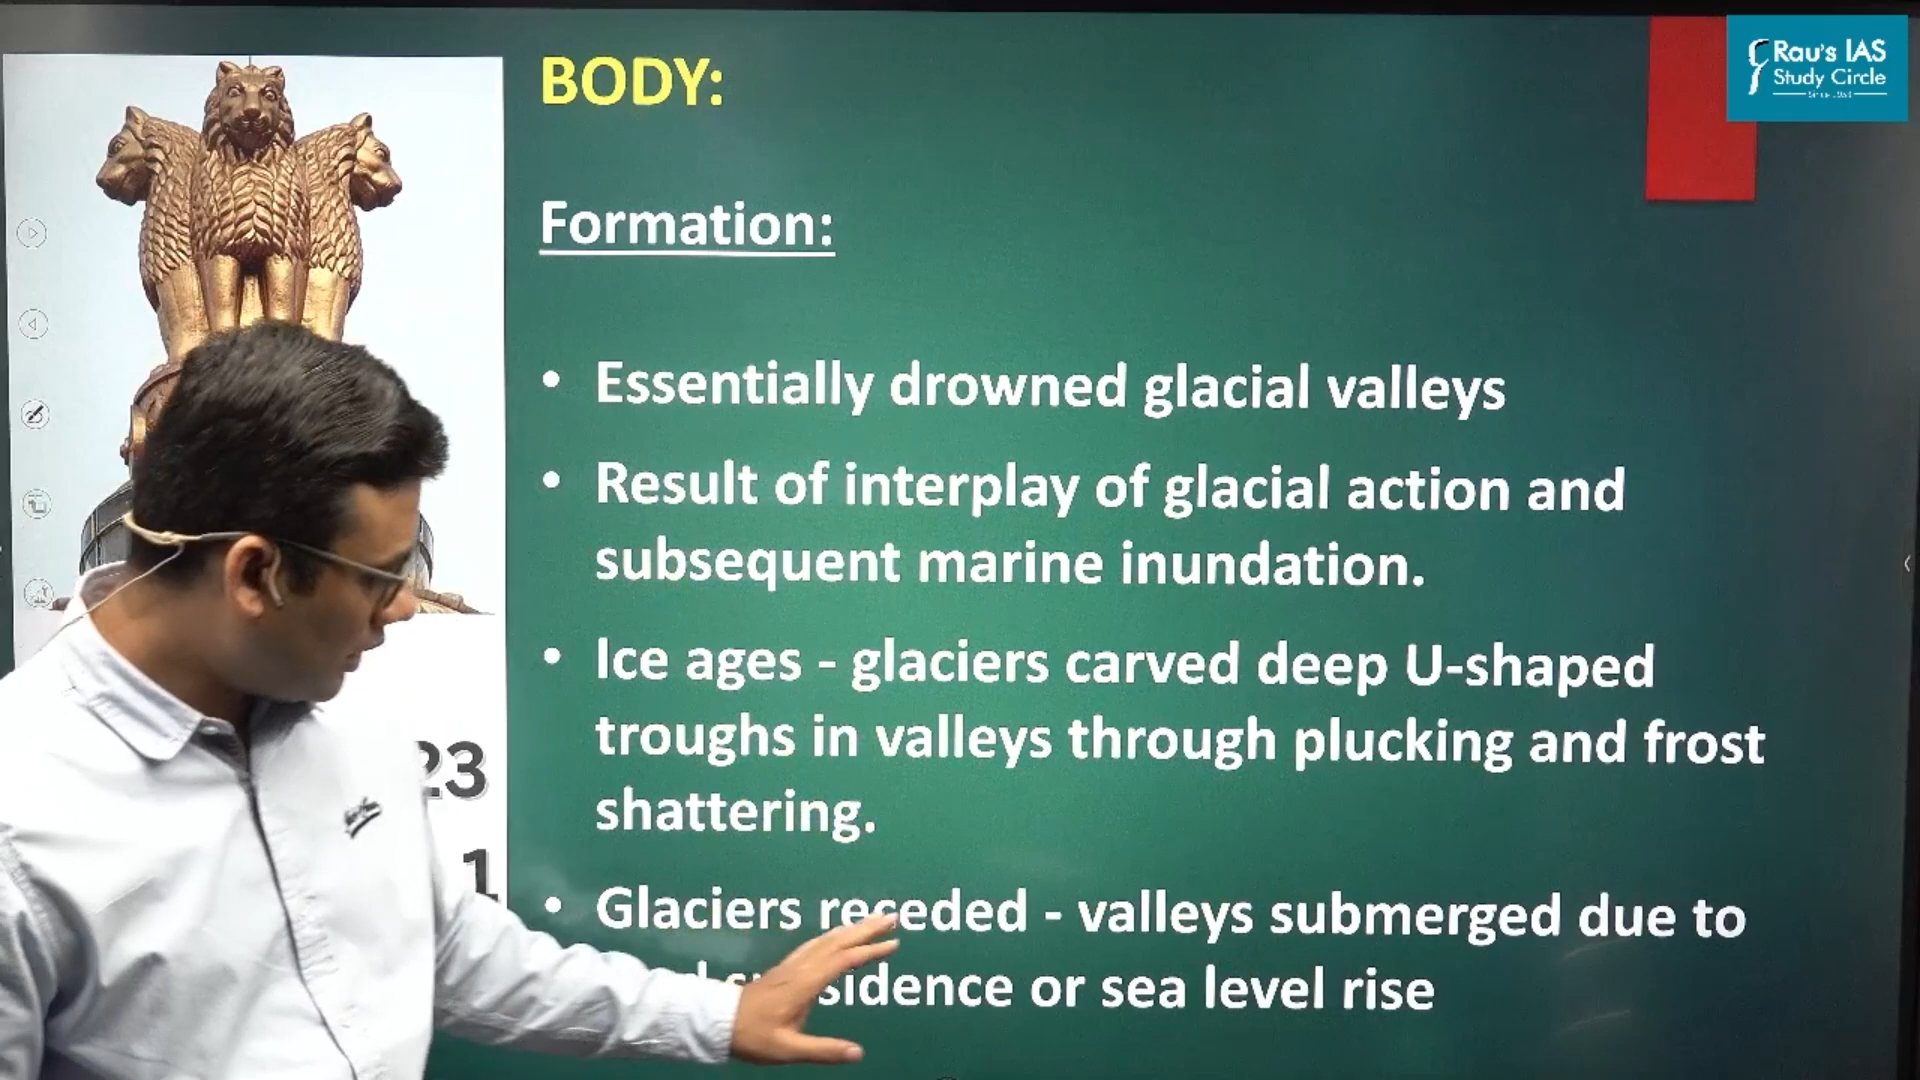 Rau's IAS
Study Circle
BODY:
Formation:
• Essentially drowned glacial valleys
• Result of interplay of glacial action and
subsequent marine inundation.
• Ice ages - glaciers carved deep U-shaped
troughs in valleys through plucking and frost
shattering.
• Glaciers receded - valleys submerged due to
or sea level rise
23
1